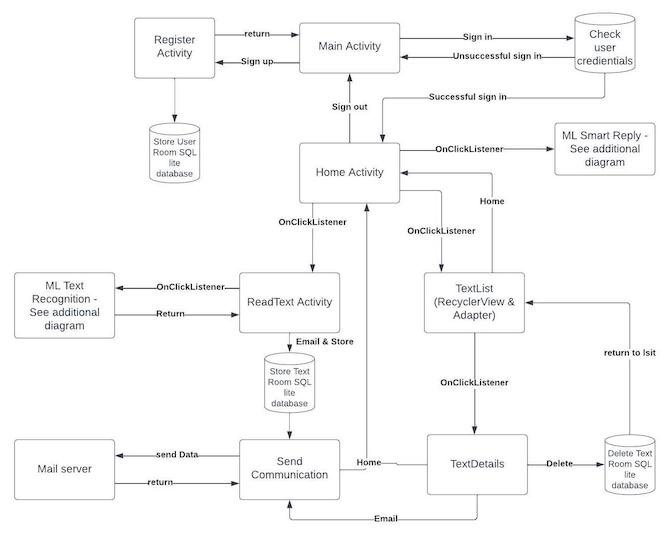 Register
Activity
return
Sign up
Main Activity
Sign in
Unsuccessful sign in
Check
user
credentials
Successful sign in
Sign out
Store User
Room SQL
lite
database
Home Activity
OnClickListener
ML Smart Reply -
See additional
diagram
OnClickListener
OnClickListener
Home
ML Text
Recognition -
See additional
diagram
OnClickListener
Return
ReadText Activity
TextList
(RecyclerView &
Adapter)
Email & Store
return to lsit
Store Text
Room SQL
lite
database
OnClickListener
Mail server
send Data
return
Send
Communication
Home
TextDetails
Delete
Delete Text
Room SQL
lite
database
Email